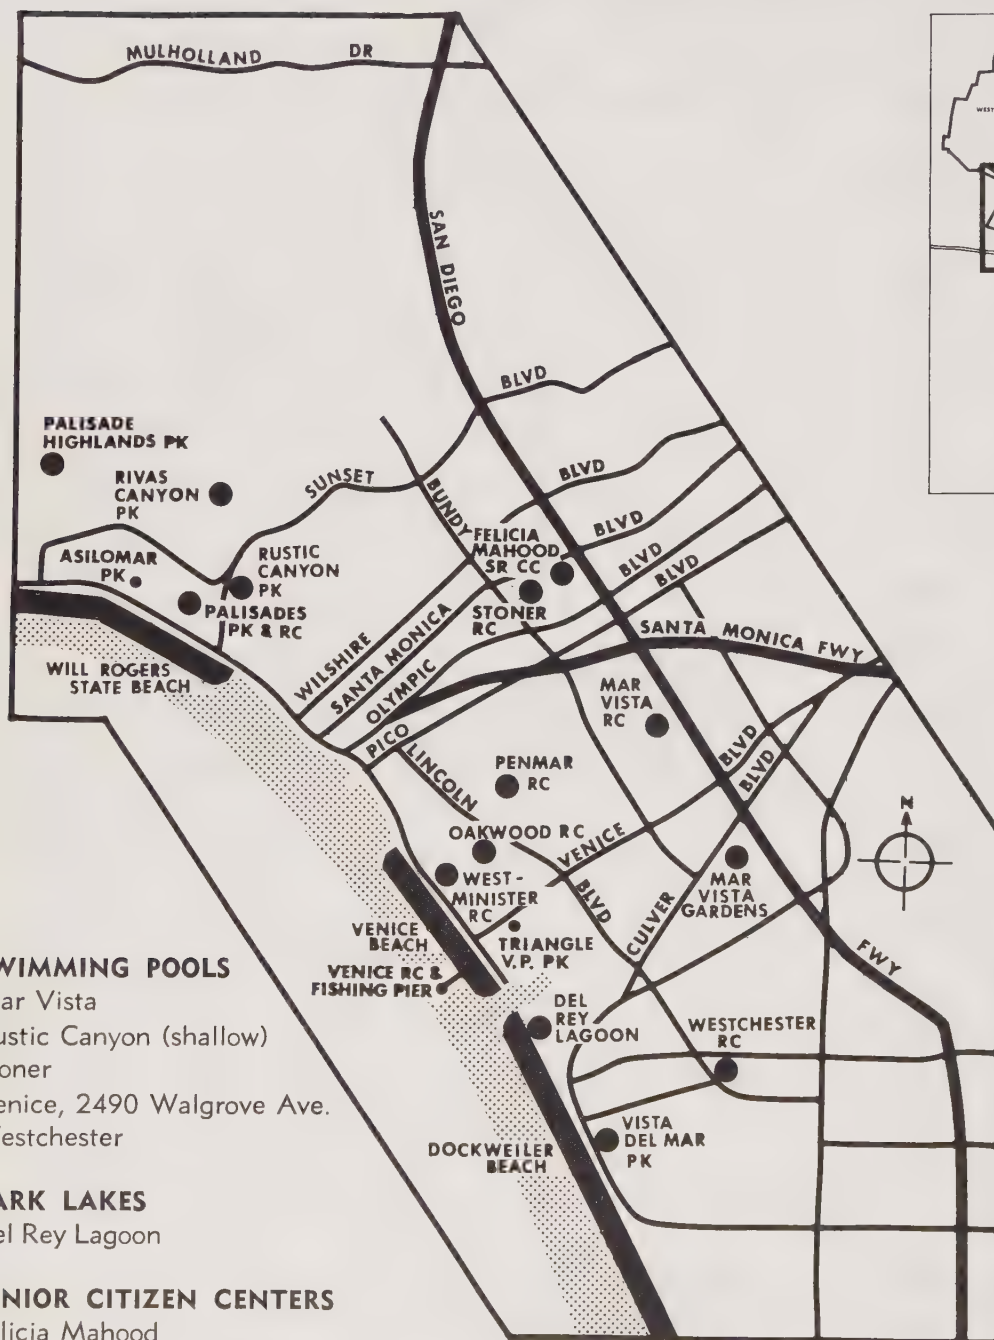 MULHOLLAND DR
SAN DIEGO
BLVD
PALISADE
HIGHLANDS PK
RIVAS
CANYON
PK
SUNSET
BUNDY
BLVD
FELICIA
MAHOOD
SR CC
BLVD
BLVD
BLVD
ASILOMAR
PK
RUSTIC
CANYON
PK
PALISADES
PK & RC
STONER
RC
WILSHIRE
SANTA MONICA
OLYMPIC
PICO
SANTA MONICA FWY
WILL ROGERS
STATE BEACH
MAR
VISTA
RC
LINCOLN
PENMAR
RC
BLVD
BLVD
OAKWOOD RC
VENICE
WEST-
MINISTER
RC
BLVD
CULVER
MAR
VISTA
GARDENS
N
VENICE
BEACH
TRIANGLE
V.P. PK
VENICE RC &
FISHING PIER
FWY
DEL
REY
LAGOON
WESTCHESTER
RC
VISTA
DEL MAR
PK
DOCKWEILER
BEACH
WEST
WIMMING POOLS
ar Vista
ustic Canyon (shallow)
oner
enice, 2490 Walgrove Ave.
estchester
ARK LAKES
el Rey Lagoon
NIOR CITIZEN CENTERS
licia Mahood